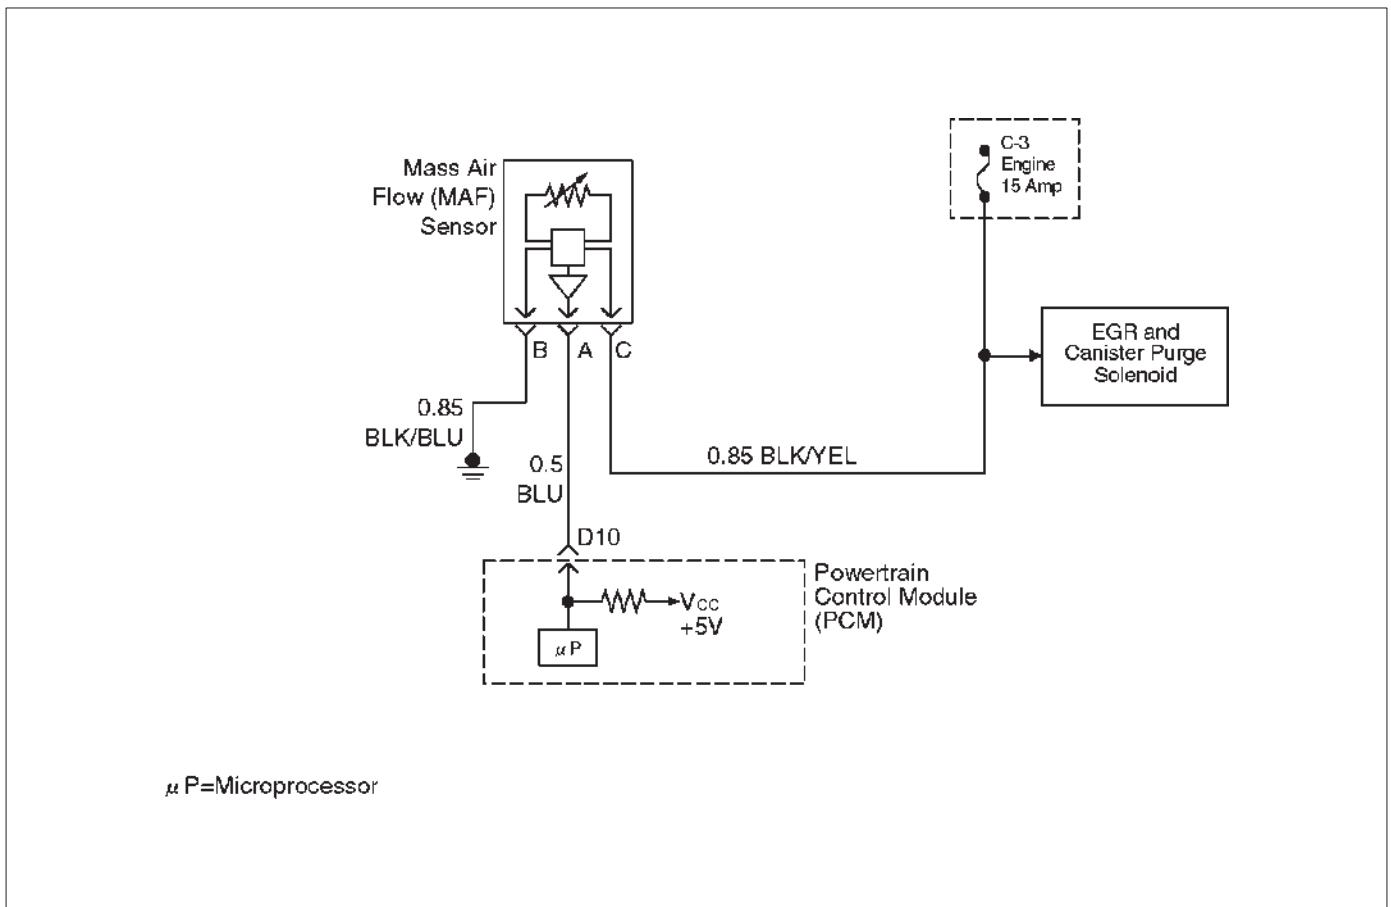 Mass Air
Flow (MAF)
Sensor
C-3
Engine
15 Amp
EGR and
Canister Purge
Solenoid
B
A
C
0.85
BLK/BLU
0.5
BLU
0.85 BLK/YEL
D10
Powertrain
Control Module
(PCM)
VCC
+5V
μP
μP=Microprocessor